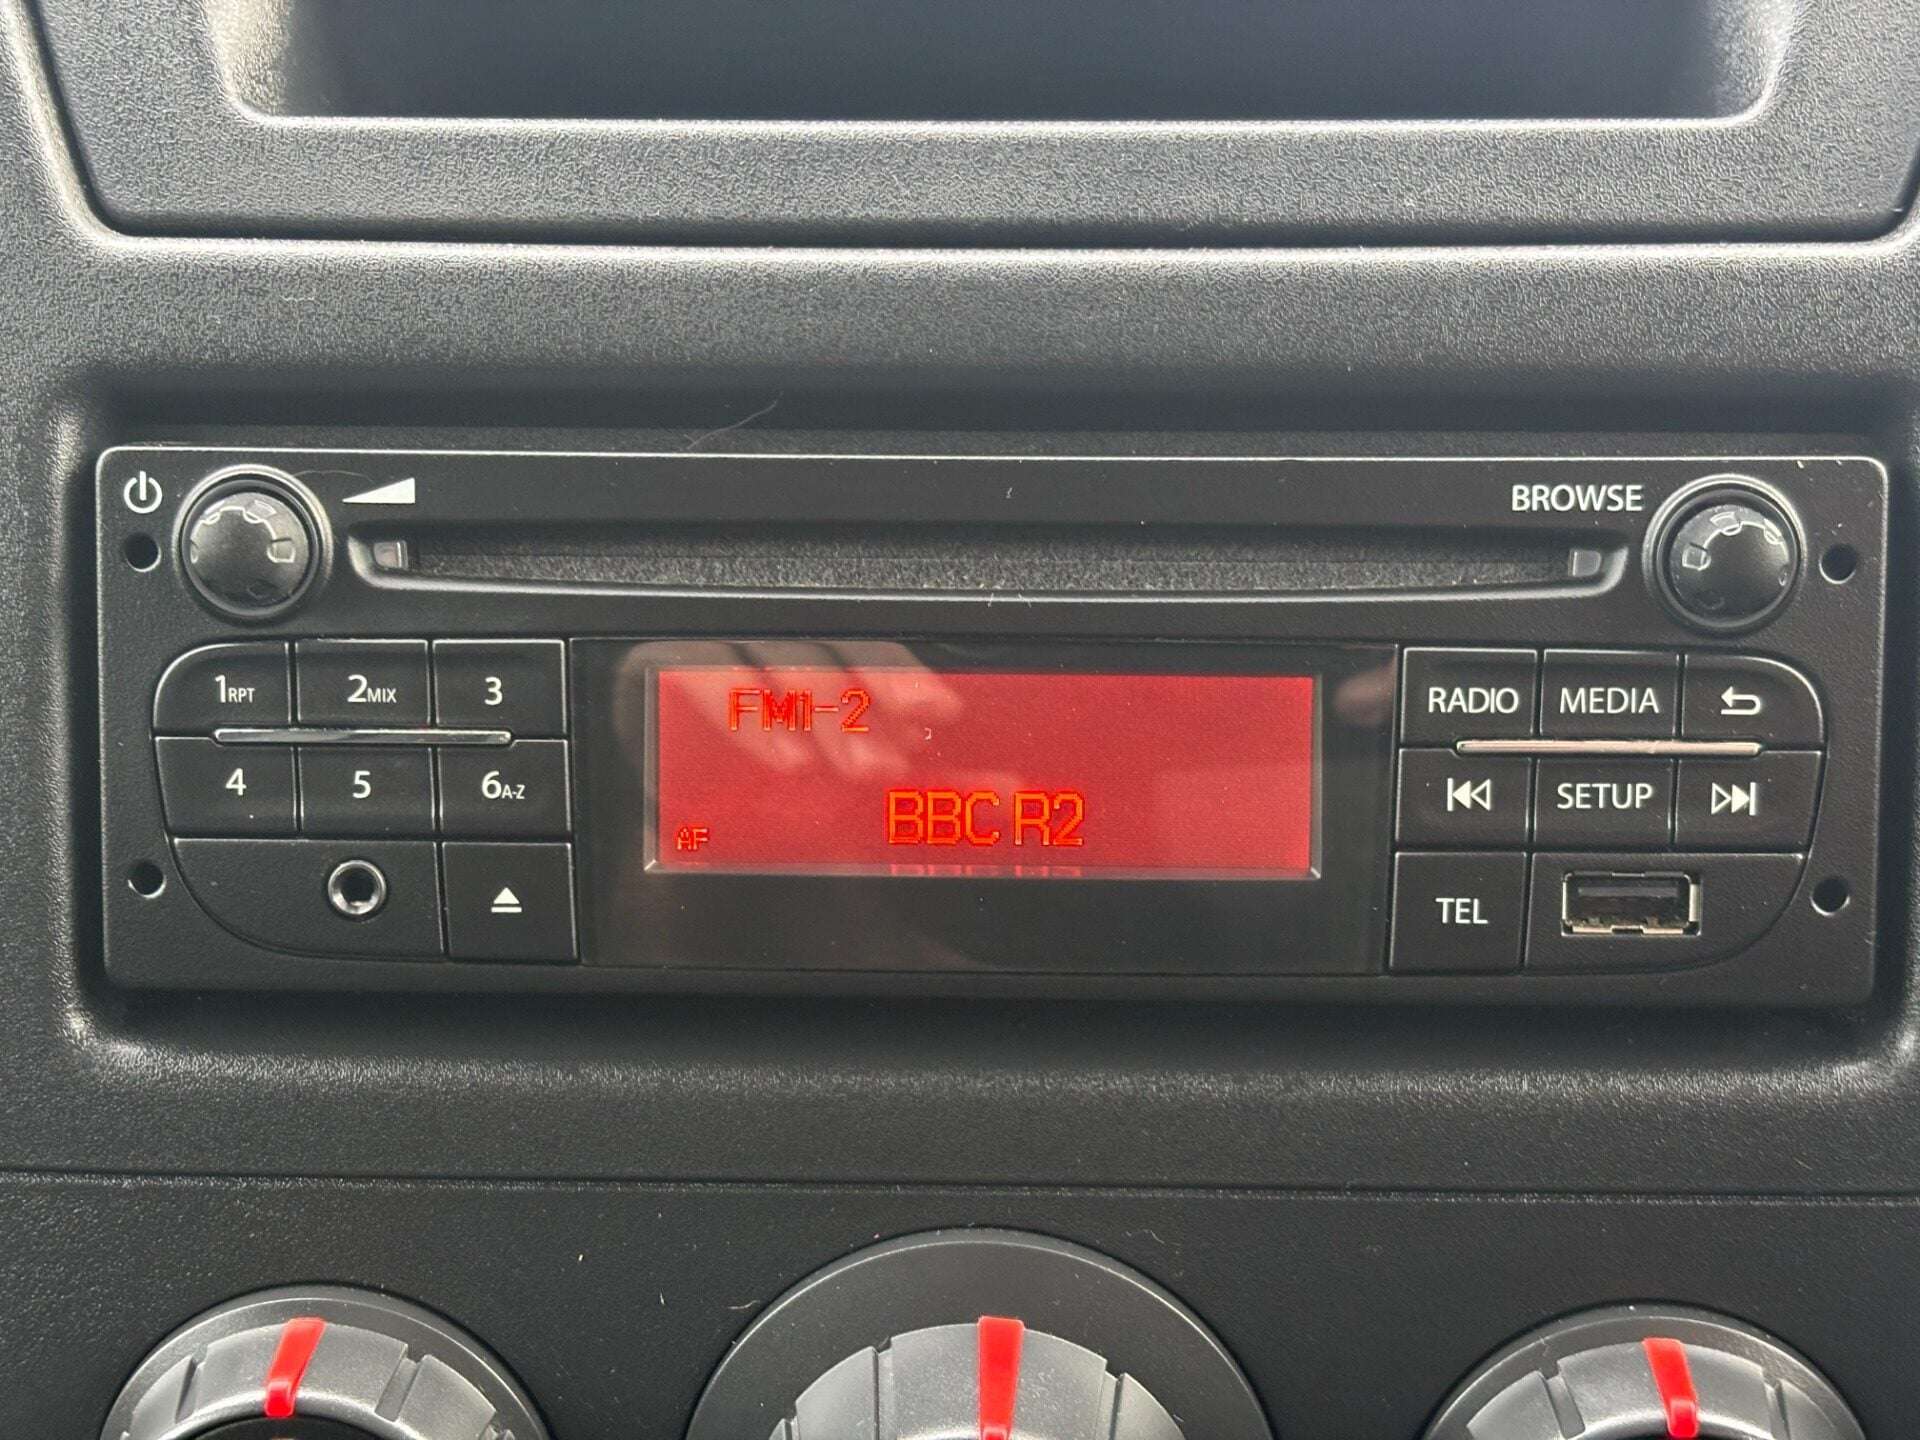 BROWSE
1RPT 2MIX 3
4 5 6A-Z
FM1-2
BBC R2
AF
RADIO MEDIA
SETUP
TEL